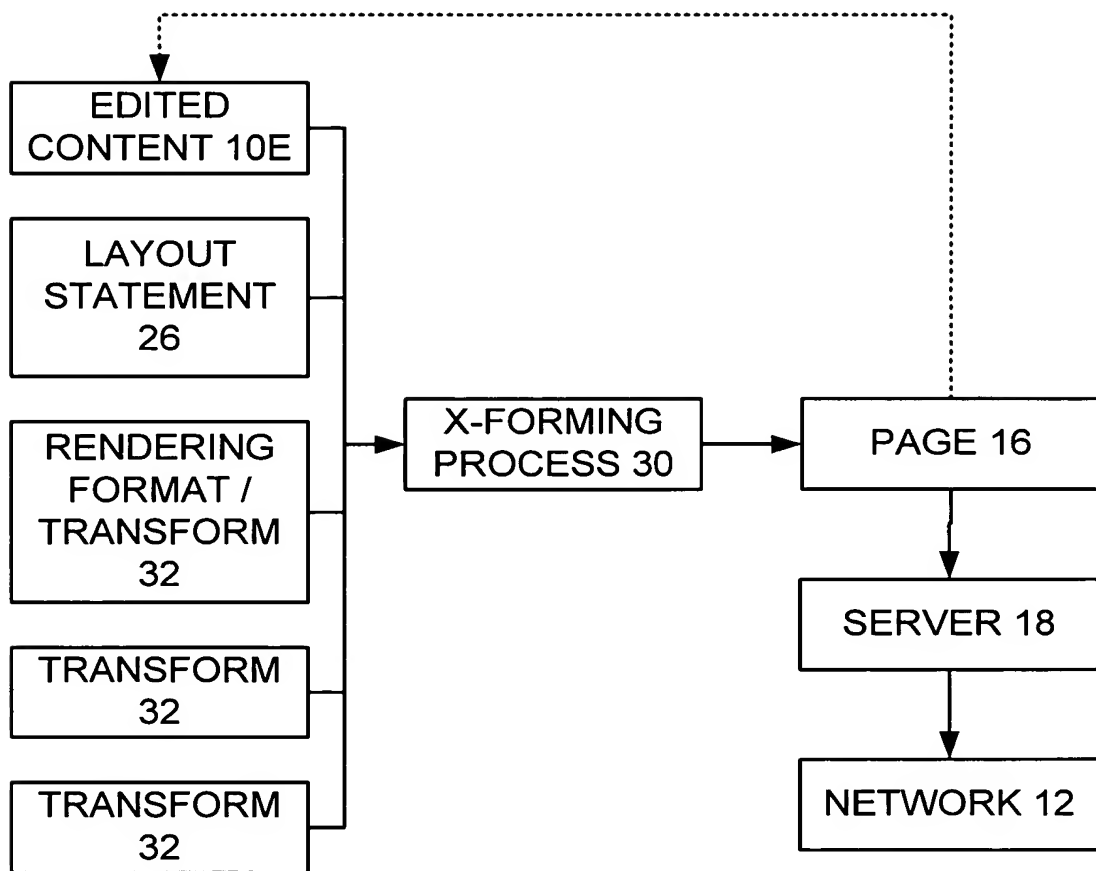 EDITED
CONTENT 10E
LAYOUT
STATEMENT
26
RENDERING
FORMAT /
TRANSFORM
32
TRANSFORM
32
TRANSFORM
32
X-FORMING
PROCESS 30
PAGE 16
SERVER 18
NETWORK 12